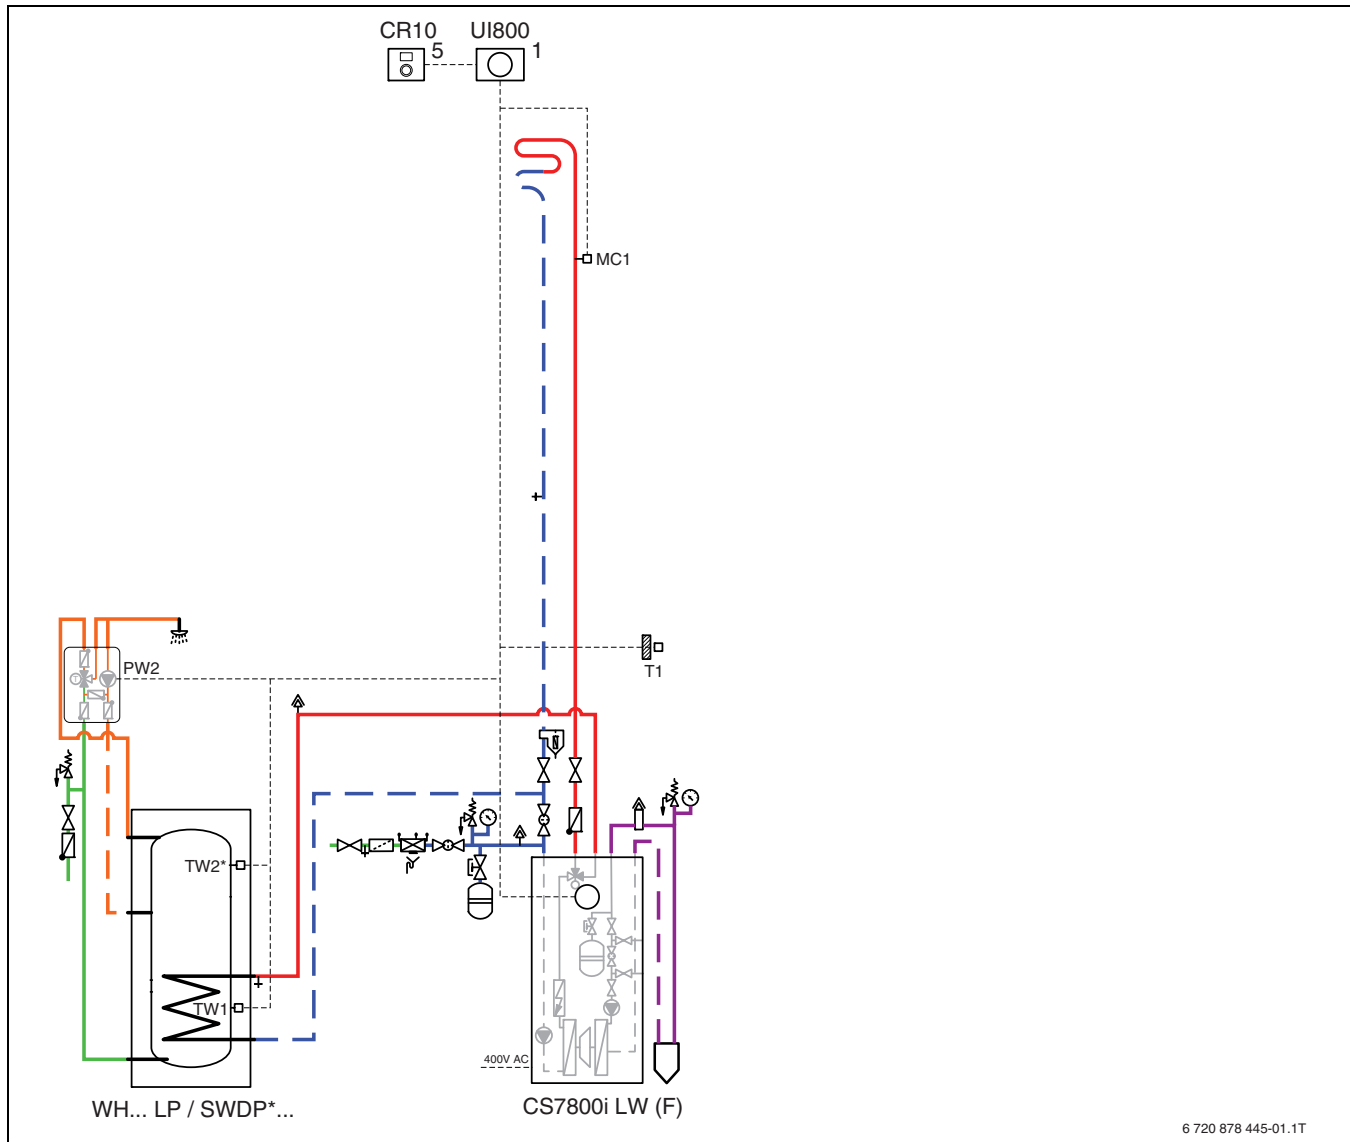 CR10
5
UI800
1
MC1
PW2
T
T1
TW2*
TW1
400V AC
WH... LP / SWDP*...
CS7800i LW (F)
6 720 878 445-01.1T